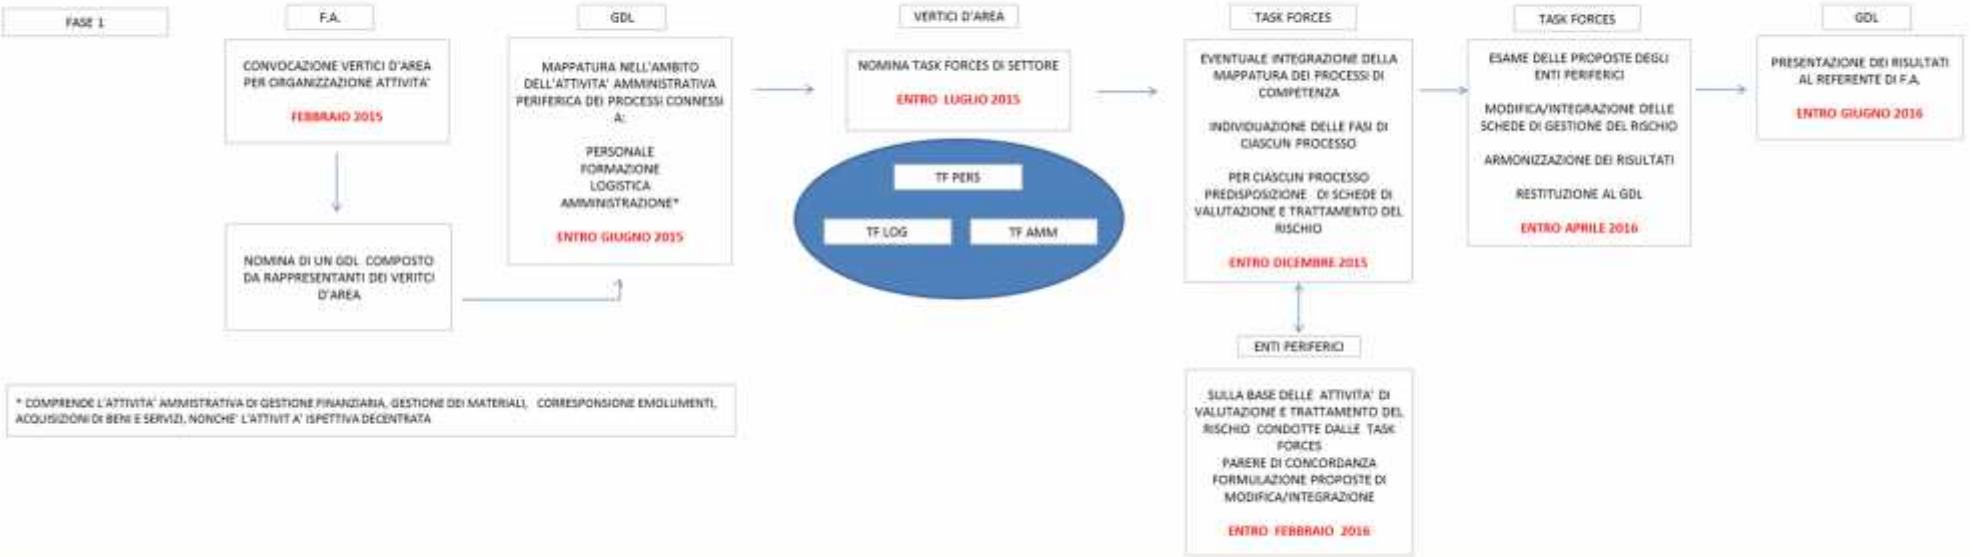 FASE 1
F.A.
CONVOCAZIONE VERTICI D'AREA
PER ORGANIZZAZIONE ATTIVITA'
FEBBRAIO 2015
NOMINA DI UN GDL COMPOSTO
DA RAPPRESENTANTI DEI VERITCI
D'AREA
GDL
MAPPATURA NELL'AMBITO
DELL'ATTIVITA' AMMINISTRATIVA
PERIFERICA DEI PROCESSI CONNESSI
A:
PERSONALE
FORMAZIONE
LOGISTICA
AMMINISTRAZIONE*
ENTRO GIUGNO 2015
VERTICI D'AREA
NOMINA TASK FORCES DI SETTORE
ENTRO LUGLIO 2015
TF PERS
TF LOG
TF AMM
TASK FORCES
EVENTUALE INTEGRAZIONE DELLA
MAPPATURA DEI PROCESSI DI
COMPETENZA
INDIVIDUAZIONE DELLE FASI DI
CIASCUN PROCESSO
PER CIASCUN PROCESSO
PREDISPOSIZIONE DI SCHEDE DI
VALUTAZIONE E TRATTAMENTO DEL
RISCHIO
ENTRO DICEMBRE 2015
ENTI PERIFERICI
SULLA BASE DELLE ATTIVITA' DI
VALUTAZIONE E TRATTAMENTO DEL
RISCHIO CONDOTTE DALLE TASK
FORCES
PARERE DI CONCORDANZA
FORMULAZIONE PROPOSTE DI
MODIFICA/INTEGRAZIONE
ENTRO FEBBRAIO 2016
TASK FORCES
ESAME DELLE PROPOSTE DEGLI
ENTI PERIFERICI
MODIFICA/INTEGRAZIONE DELLE
SCHEDE DI GESTIONE DEL RISCHIO
ARMONIZZAZIONE DEI RISULTATI
RESTITUZIONE AL GDL
ENTRO APRILE 2016
GDL
PRESENTAZIONE DEI RISULTATI
AL REFERENTE DI F.A.
ENTRO GIUGNO 2016
* COMPRENDE L'ATTIVITA' AMMISTRATIVA DI GESTIONE FINANZIARIA, GESTIONE DEI MATERIALI, CORRESPONSIONE EMOLUMENTI,
ACQUISIZIONI DI BENI E SERVIZI, NONCHE' L'ATTIVIT A' ISPETTIVA DECENTRATA